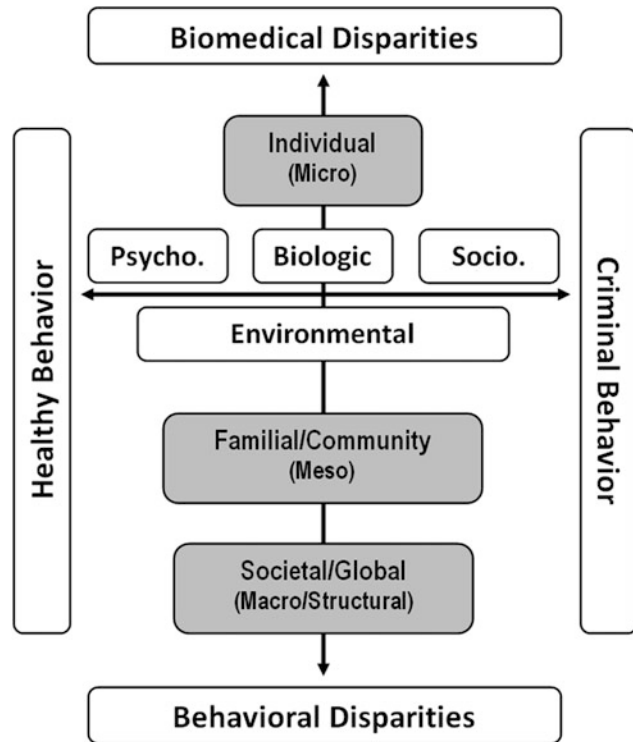 Biomedical Disparities
Individual
(Micro)
Psycho.
Biologic
Socio.
Healthy Behavior
Criminal Behavior
Environmental
Familial/Community
(Meso)
Societal/Global
(Macro/Structural)
Behavioral Disparities